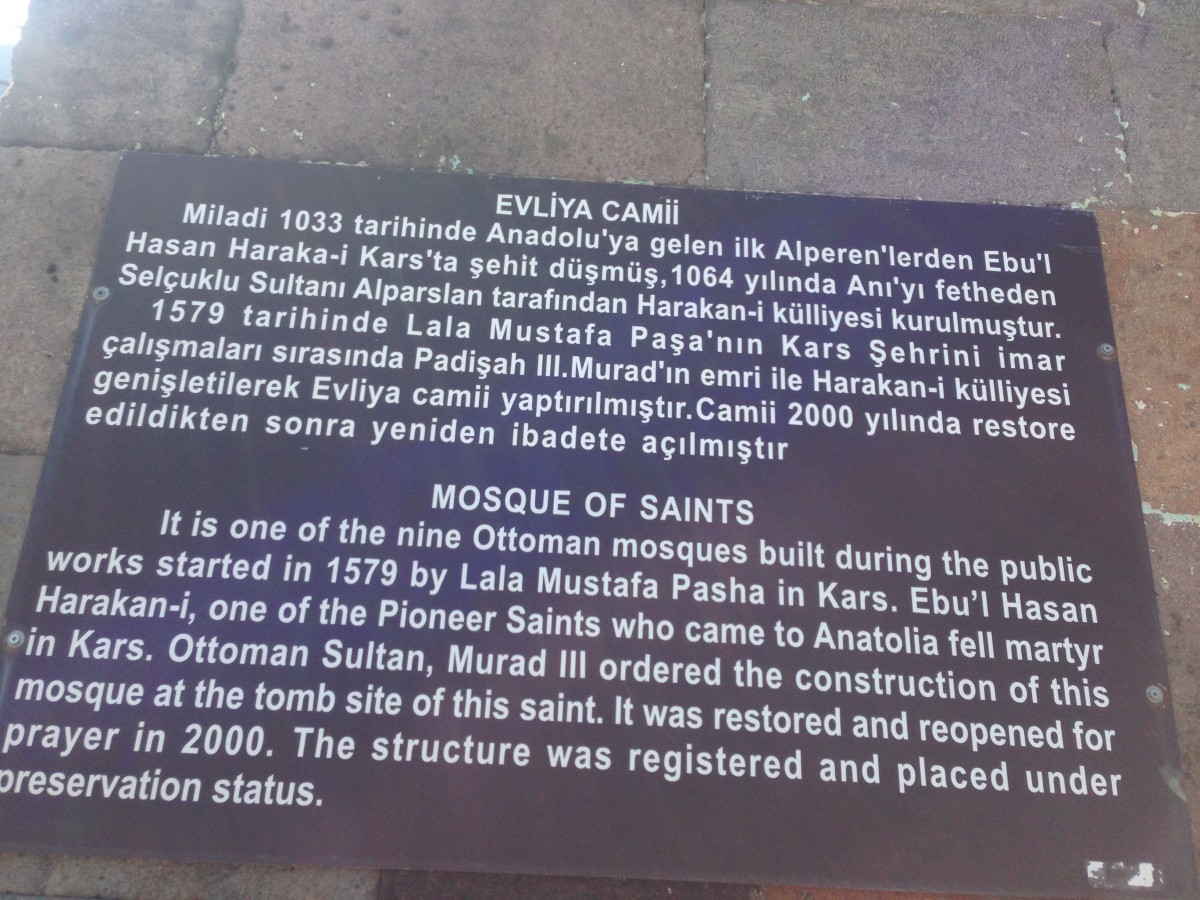 EVLİYA CAMİİ
Miladi 1033 tarihinde Anadolu'ya gelen ilk Alperen'lerden Ebu'l
Hasan Haraka-i Kars'ta şehit düşmüş,1064 yılında Anı'yı fetheden
Selçuklu Sultanı Alparslan tarafından Harakan-i külliyesi kurulmuştur.
1579 tarihinde Lala Mustafa Paşa'nın Kars Şehrini imar
çalışmaları sırasında Padişah III.Murad'ın emri ile Harakan-i külliyesi
genişletilerek Evliya camii yaptırılmıştır.Camii 2000 yılında restore
edildikten sonra yeniden ibadete açılmıştır
MOSQUE OF SAINTS
It is one of the nine Ottoman mosques built during the public
works started in 1579 by Lala Mustafa Pasha in Kars. Ebu’l Hasan
Harakan-i, one of the Pioneer Saints who came to Anatolia fell martyr
in Kars. Ottoman Sultan, Murad III ordered the construction of this
mosque at the tomb site of this saint. It was restored and reopened for
prayer in 2000. The structure was registered and placed under
preservation status.